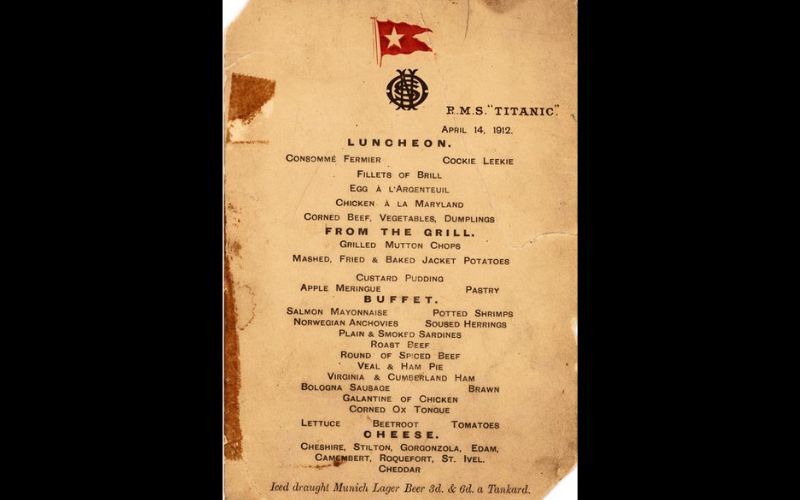 R.M.S. "TITANIC."
APRIL 14, 1912.
LUNCHEON.
CONSOMMÉ FERMIER COCKIE LEEKIE
FILLETS OF BRILL
EGG À L'ARGENTEUIL
CHICKEN À LA MARYLAND
CORNED BEEF, VEGETABLES, DUMPLINGS
FROM THE GRILL.
GRILLED MUTTON CHOPS
MASHED, FRIED & BAKED JACKET POTATOES
CUSTARD PUDDING
APPLE MERINGUE PASTRY
BUFFET.
SALMON MAYONNAISE POTTED SHRIMPS
NORWEGIAN ANCHOVIES SOUSED HERRINGS
PLAIN & SMOKED SARDINES
ROAST BEEF
ROUND OF SPICED BEEF
VEAL & HAM PIE
VIRGINIA & CUMBERLAND HAM
BOLOGNA SAUSAGE BRAWN
GALANTINE OF CHICKEN
CORNED OX TONGUE
LETTUCE BEETROOT TOMATOES
CHEESE.
CHESHIRE, STILTON, GORGONZOLA, EDAM,
CAMEMBERT, ROQUEFORT, ST. IVEL.
CHEDDAR
Iced draught Munich Lager Beer 3d. & 6d. a Tankard.